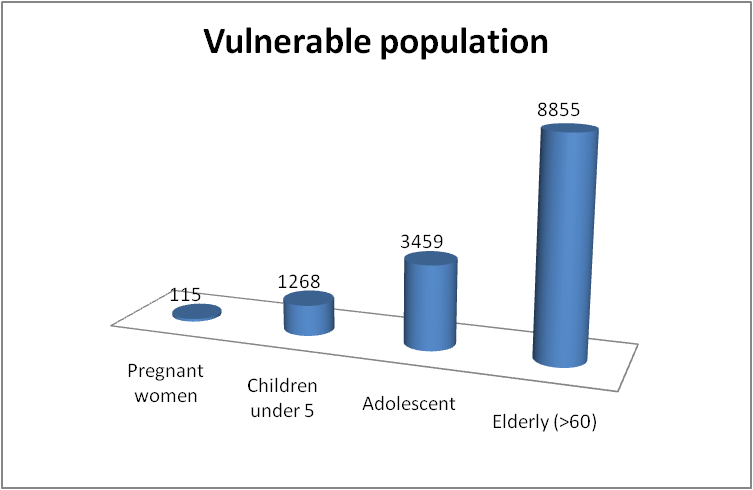 Vulnerable population
8855
3459
1268
115
Pregnant
women
Children
under 5
Adolescent
Elderly (>60)